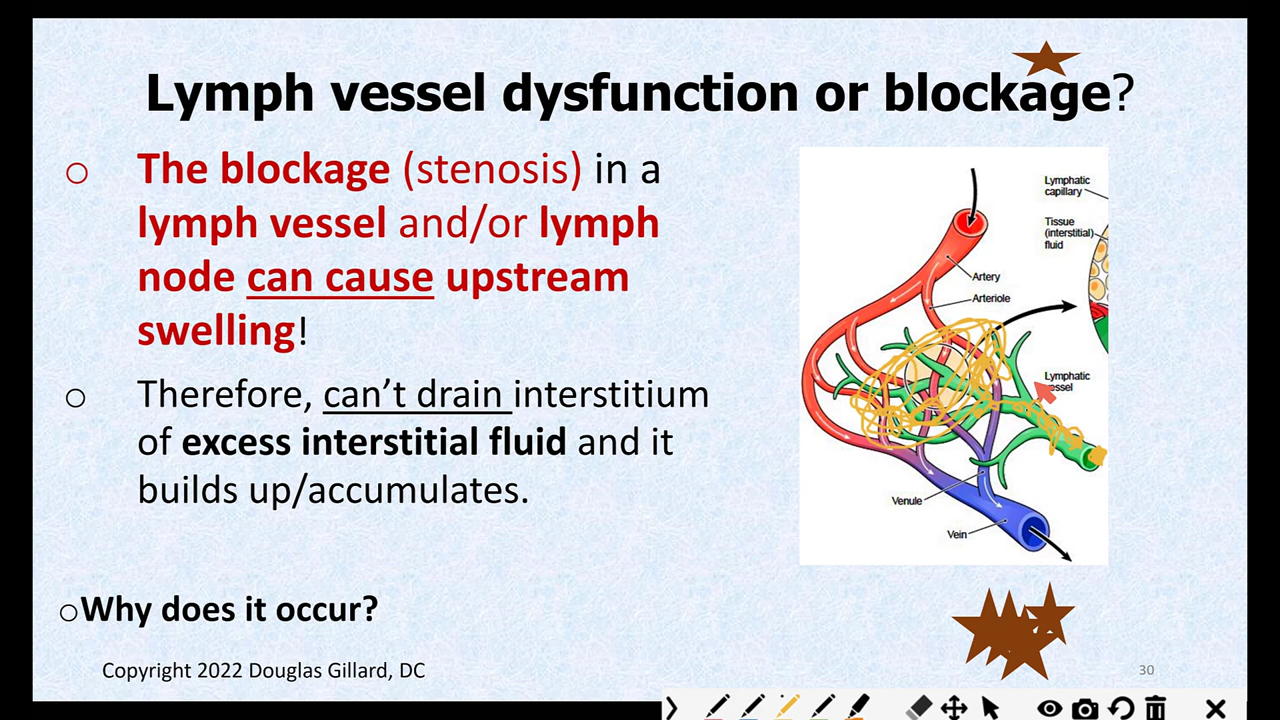 Lymph vessel dysfunction or blockage?
o The blockage (stenosis) in a
lymph vessel and/or lymph
node can cause upstream
swelling!
o Therefore, can't drain interstitium
of excess interstitial fluid and it
builds up/accumulates.
oWhy does it occur?
Copyright 2022 Douglas Gillard, DC
30
Lymphatic
capillary
Tissue
(interstitial)
fluid
Artery
Arteriole
Lymphatic
Venule
Vein